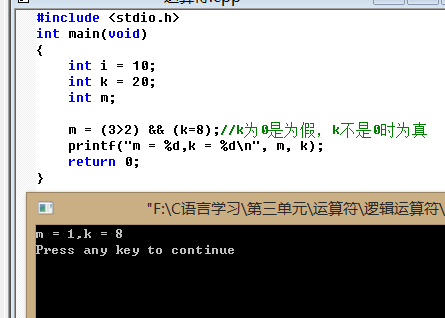 #include <stdio.h>
int main(void)
{
int i = 10;
int k = 20;
int m;
m = (3>2) && (k=8);//k为0是为假，k不是0时为真
printf("m = %d,k = %d\n", m, k);
return 0;
}
"F:\C语言学习\第三单元\运算符\逻辑运算符\
m = 1,k = 8
Press any key to continue